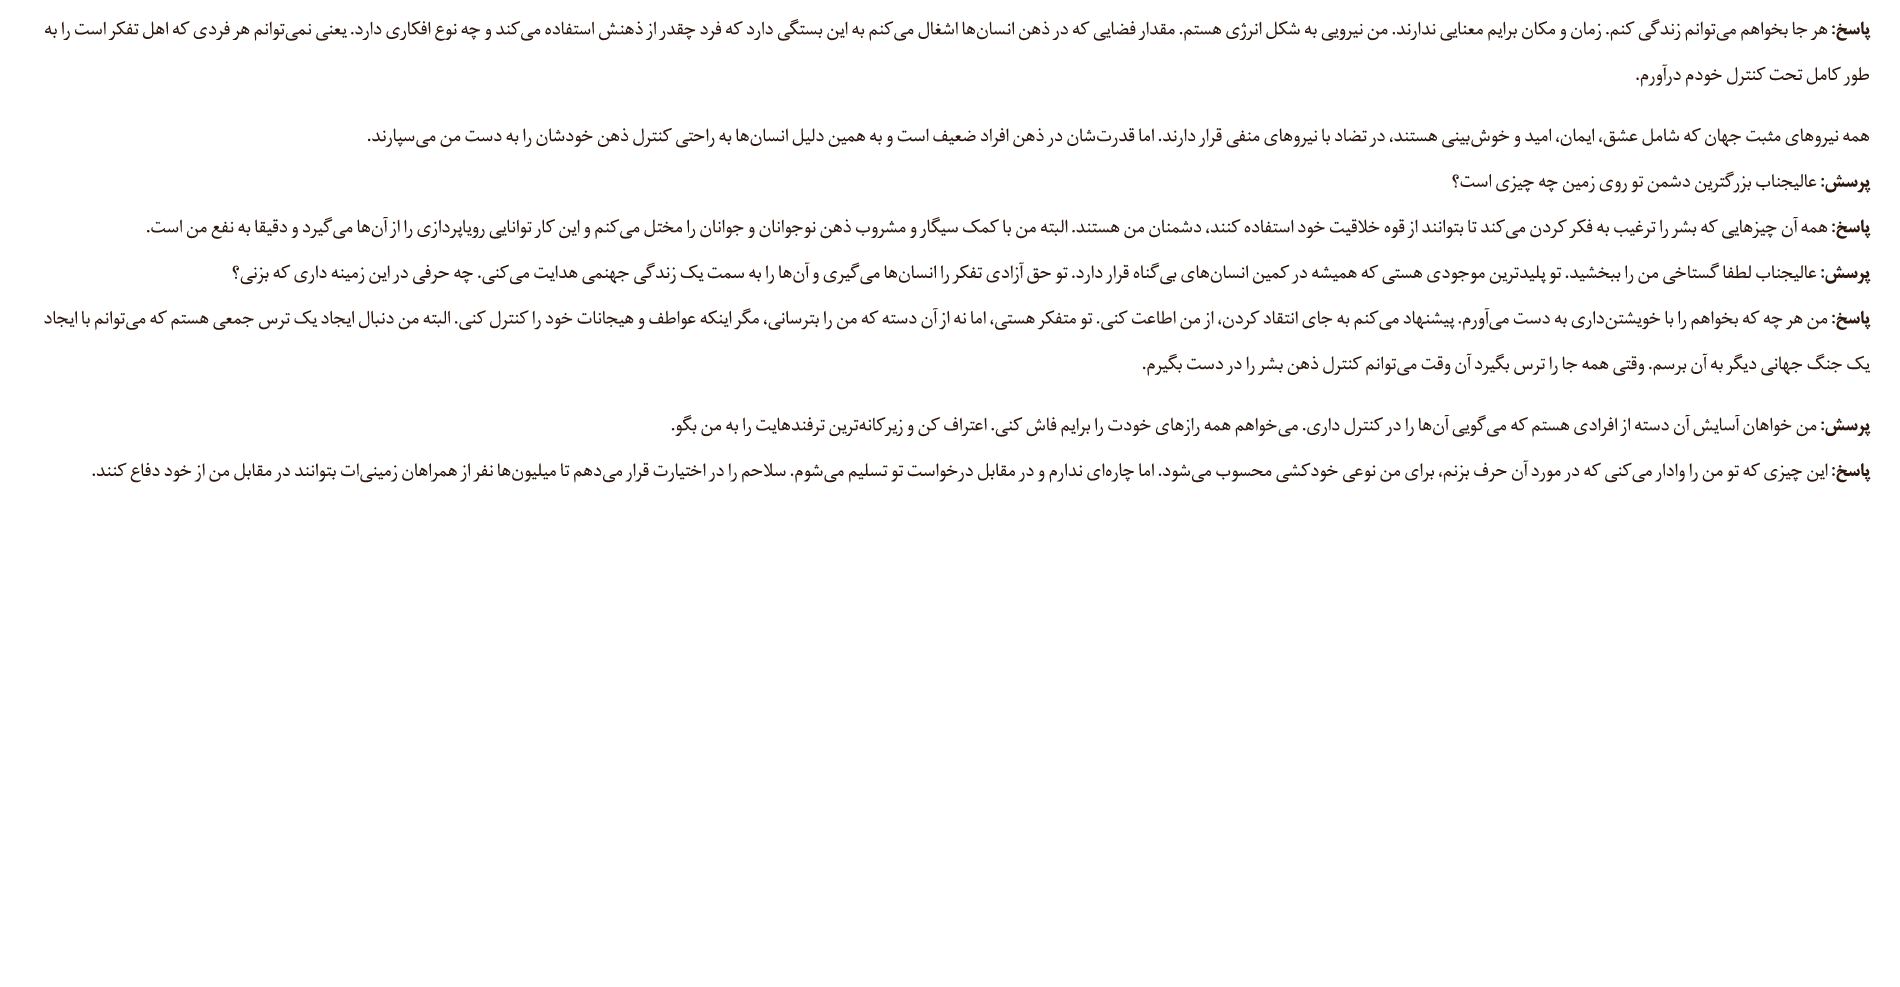 پاسخ: هر جا بخواهم می‌توانم زندگی کنم. زمان و مکان برایم معنایی ندارند. من نیرویی به شکل انرژی هستم. مقدار فضایی که در ذهن انسان‌ها اشغال می‌کنم به این بستگی دارد که فرد چقدر از ذهنش استفاده می‌کند و چه نوع افکاری دارد. یعنی نمی‌توانم هر فردی که اهل تفکر است را به
طور کامل تحت کنترل خودم درآورم.
همه نیروهای مثبت جهان که شامل عشق، ایمان، امید و خوش‌بینی هستند، در تضاد با نیروهای منفی قرار دارند. اما قدرت‌شان در ذهن افراد ضعیف است و به همین دلیل انسان‌ها به راحتی کنترل ذهن خودشان را به دست من می‌سپارند.
پرسش: عالیجناب بزرگترین دشمن تو روی زمین چه چیزی است؟
پاسخ: همه آن چیزهایی که بشر را ترغیب به فکر کردن می‌کند تا بتوانند از قوه خلاقیت خود استفاده کنند، دشمنان من هستند. البته من با کمک سیگار و مشروب ذهن نوجوانان و جوانان را مختل می‌کنم و این کار توانایی رویاپردازی را از آن‌ها می‌گیرد و دقیقا به نفع من است.
پرسش: عالیجناب لطفا گستاخی من را ببخشید. تو پلیدترین موجودی هستی که همیشه در کمین انسان‌های بی‌گناه قرار دارد. تو حق آزادی تفکر را انسان‌ها می‌گیری و آن‌ها را به سمت یک زندگی جهنمی هدایت می‌کنی. چه حرفی در این زمینه داری که بزنی؟
پاسخ: من هر چه که بخواهم را با خویشتن‌داری به دست می‌آورم. پیشنهاد می‌کنم به جای انتقاد کردن، از من اطاعت کنی. تو متفکر هستی، اما نه از آن دسته که من را بترسانی، مگر اینکه عواطف و هیجانات خود را کنترل کنی. البته من دنبال ایجاد یک ترس جمعی هستم که می‌توانم با ایجاد
یک جنگ جهانی دیگر به آن برسم. وقتی همه جا را ترس بگیرد آن وقت می‌توانم کنترل ذهن بشر را در دست بگیرم.
پرسش: من خواهان آسایش آن دسته از افرادی هستم که می‌گویی آن‌ها را در کنترل داری. می‌خواهم همه رازهای خودت را برایم فاش کنی. اعتراف کن و زیرکانه‌ترین ترفندهایت را به من بگو.
پاسخ: این چیزی که تو من را وادار می‌کنی که در مورد آن حرف بزنم، برای من نوعی خودکشی محسوب می‌شود. اما چاره‌ای ندارم و در مقابل درخواست تو تسلیم می‌شوم. سلاحم را در اختیارت قرار می‌دهم تا میلیون‌ها نفر از همراهان زمینی‌ات بتوانند در مقابل من از خود دفاع کنند.